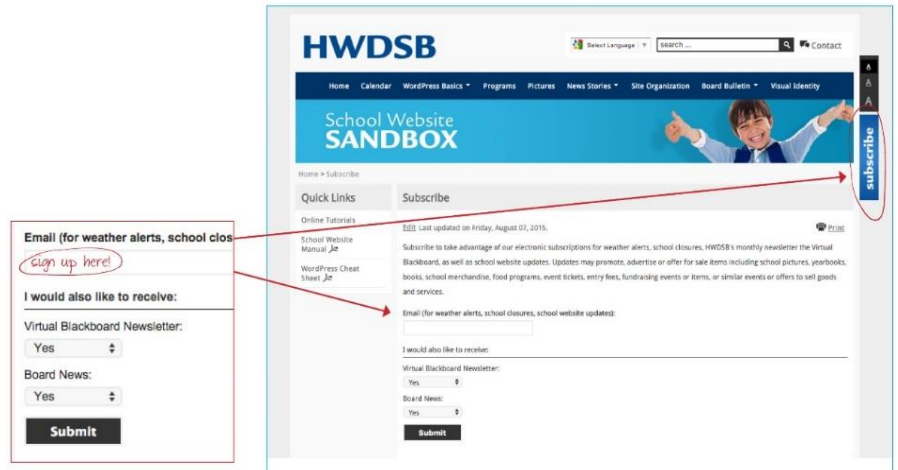 HWDSB
Select Language
search ...
Contact
A
A
A
Home Calendar WordPress Basics Programs Pictures News Stories Site Organization Board Bulletin Visual Identity
School Website
SANDBOX
subscribe
Home > Subscribe
Quick Links
Online Tutorials
School Website
Manual
WordPress Cheat
Sheet
Subscribe
Edit Last updated on Friday, August 07, 2015.
Print
Subscribe to take advantage of our electronic subscriptions for weather alerts, school closures, HWDSB's monthly newsletter the Virtual
Blackboard, as well as school website updates. Updates may promote, advertise or offer for sale items including school pictures, yearbooks,
books, school merchandise, food programs, event tickets, entry fees, fundraising events or items, or similar events or offers to sell goods
and services.
Email (for weather alerts, school closures, school website updates):
I would also like to receive:
Virtual Blackboard Newsletter:
Yes
Board News:
Yes
Submit
Email (for weather alerts, school clos
sign up here!
I would also like to receive:
Virtual Blackboard Newsletter:
Yes
Board News:
Yes
Submit